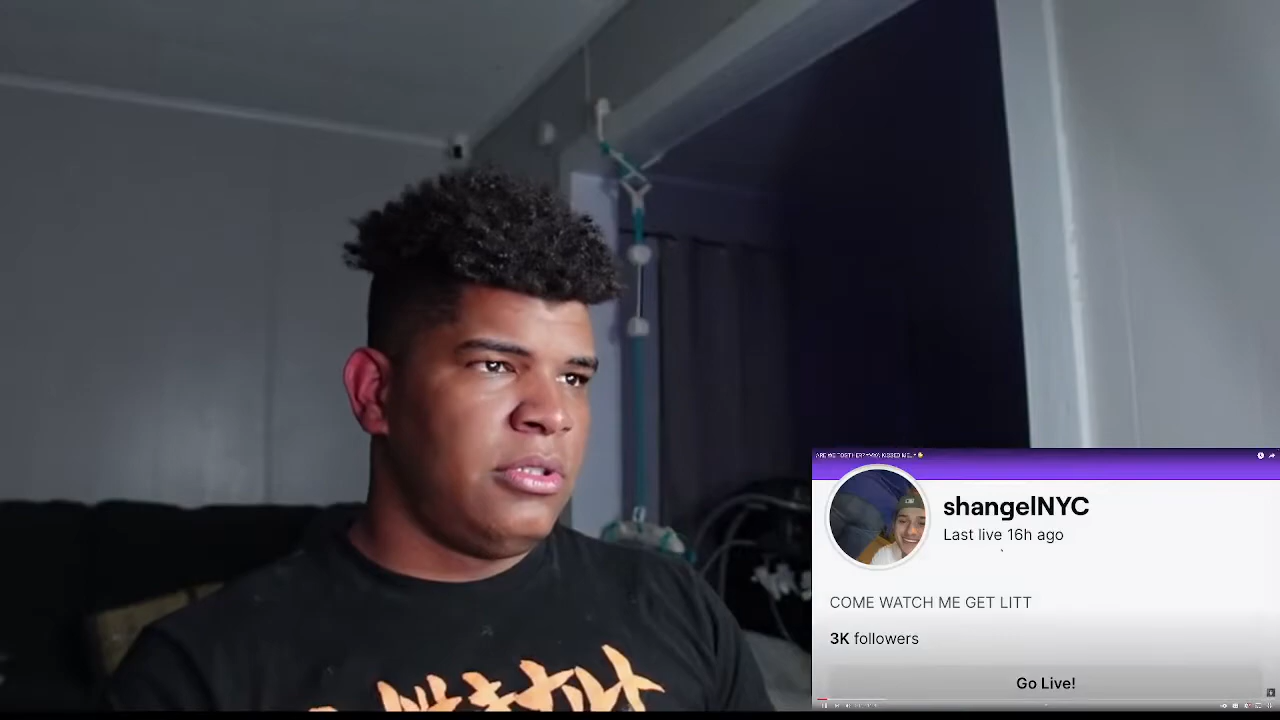 shangelNYC
Last live 16h ago
COME WATCH ME GET LITT
3K followers
Go Live!